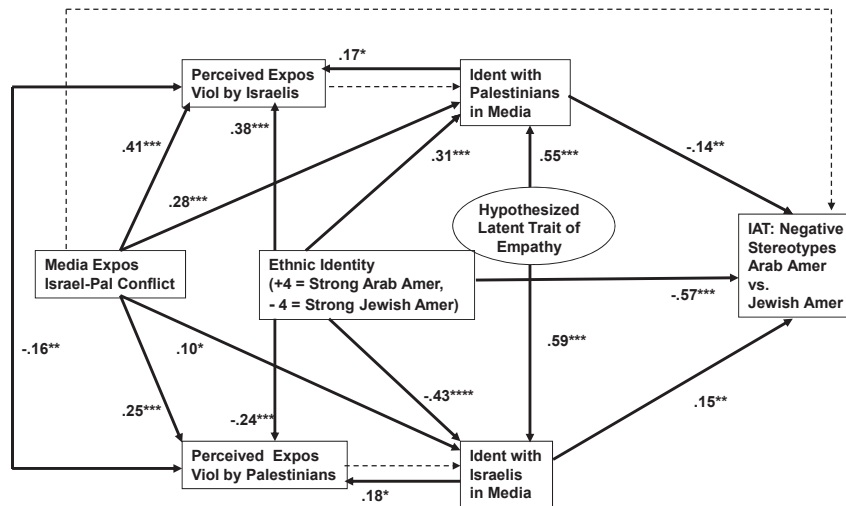 .17*
Perceived Expos
Viol by Israelis
Ident with
Palestinians
in Media
.38***
.41***
.31***
-.14**
.55***
.28***
Hypothesized
Latent Trait of
Empathy
IAT: Negative
Stereotypes
Arab Amer
vs.
Jewish Amer
Media Expos
Israel-Pal Conflict
Ethnic Identity
(+4 = Strong Arab Amer,
- 4 = Strong Jewish Amer)
-.57***
-.16**
.10*
.59***
-.43****
.15**
.25***
-.24***
Perceived Expos
Viol by Palestinians
Ident with
Israelis
in Media
.18*